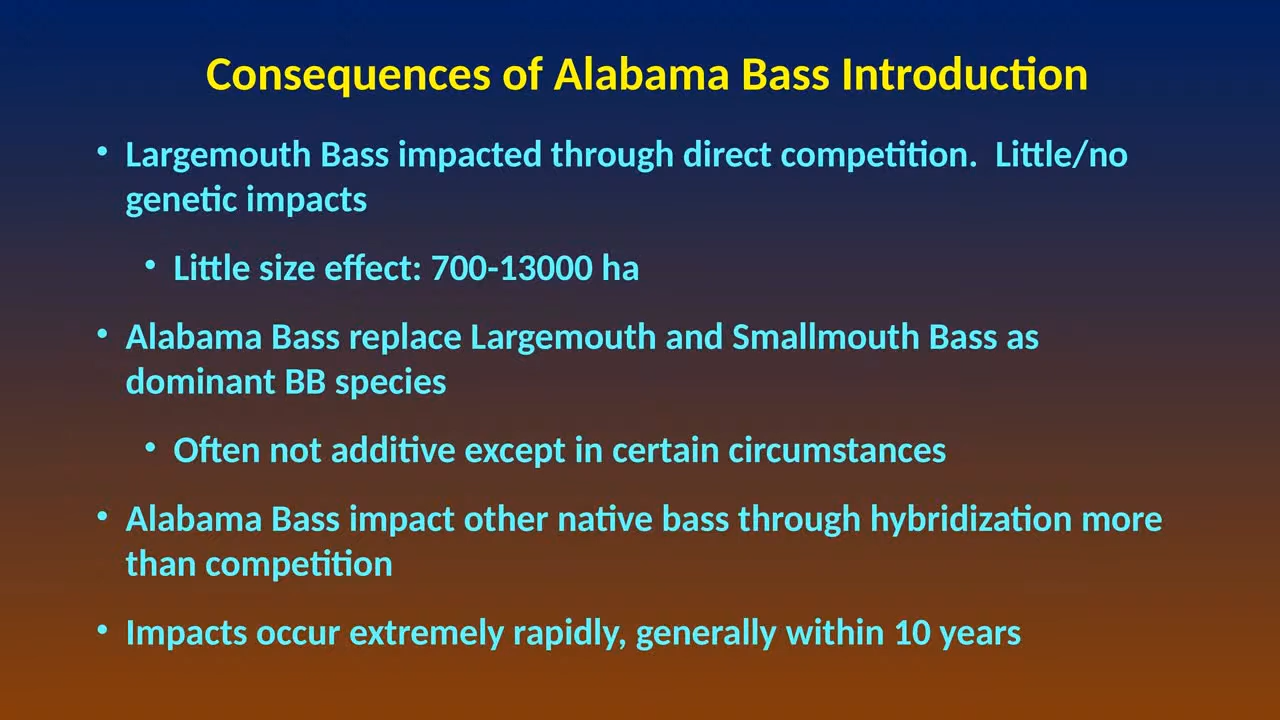 Consequences of Alabama Bass Introduction
• Largemouth Bass impacted through direct competition.  Little/no
genetic impacts
• Little size effect: 700-13000 ha
• Alabama Bass replace Largemouth and Smallmouth Bass as
dominant BB species
• Often not additive except in certain circumstances
• Alabama Bass impact other native bass through hybridization more
than competition
• Impacts occur extremely rapidly, generally within 10 years